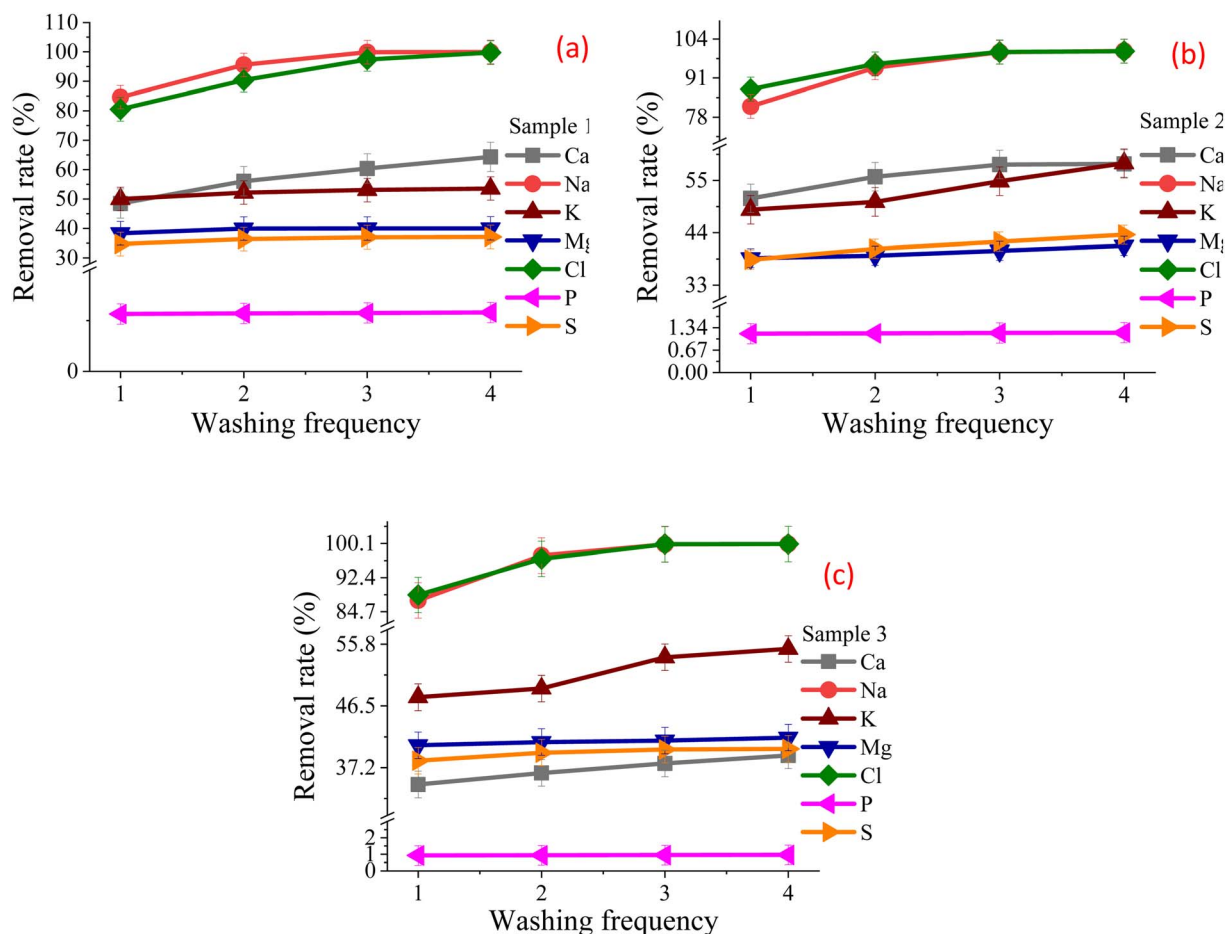 110
100
90
80
70
60
50
40
30
0
Removal rate (%)
1 2 3 4
Washing frequency
(a)
Sample 1
Ca
Na
K
Mg
Cl
P
S
104
91
78
55
44
33
1.34
0.67
0.00
Removal rate (%)
1 2 3 4
Washing frequency
(b)
Sample 2
Ca
Na
K
Mg
Cl
P
S
100.1
92.4
84.7
55.8
46.5
37.2
2
1
0
Removal rate (%)
1 2 3 4
Washing frequency
(c)
Sample 3
Ca
Na
K
Mg
Cl
P
S